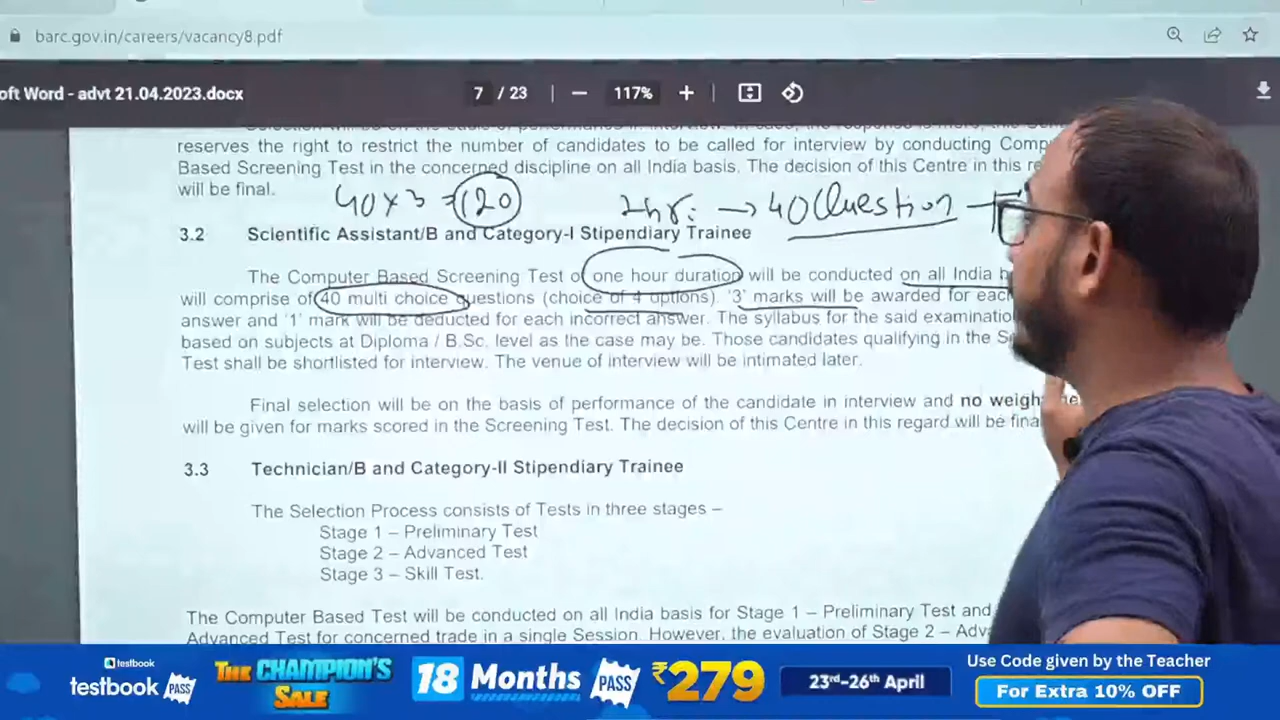 barc.gov.in/careers/vacancy8.pdf
oft Word - advt 21.04.2023.docx
7 / 23
117%
reserves the right to restrict the number of candidates to be called for interview by conducting Comp
Based Screening Test in the concerned discipline on all India basis. The decision of this Centre in this re
will be final.
40 x 3 = 120
2hr: → 40 Question →
3.2 Scientific Assistant/B and Category-I Stipendiary Trainee
The Computer Based Screening Test of one hour duration will be conducted on all India b
will comprise of 40 multi choice questions (choice of 4 options). '3' marks will be awarded for each
answer and '1' mark will be deducted for each incorrect answer. The syllabus for the said examinatio
based on subjects at Diploma / B.Sc. level as the case may be. Those candidates qualifying in the S
Test shall be shortlisted for interview. The venue of interview will be intimated later.
Final selection will be on the basis of performance of the candidate in interview and no weigh
will be given for marks scored in the Screening Test. The decision of this Centre in this regard will be fina
3.3 Technician/B and Category-II Stipendiary Trainee
The Selection Process consists of Tests in three stages –
Stage 1 – Preliminary Test
Stage 2 – Advanced Test
Stage 3 – Skill Test.
The Computer Based Test will be conducted on all India basis for Stage 1 – Preliminary Test and
Advanced Test for concerned trade in a single Session. However, the evaluation of Stage 2 – Adv
testbook
testbook PASS
THE CHAMPION'S
SALE
18 Months PASS
₹279
23rd-26th April
Use Code given by the Teacher
For Extra 10% OFF